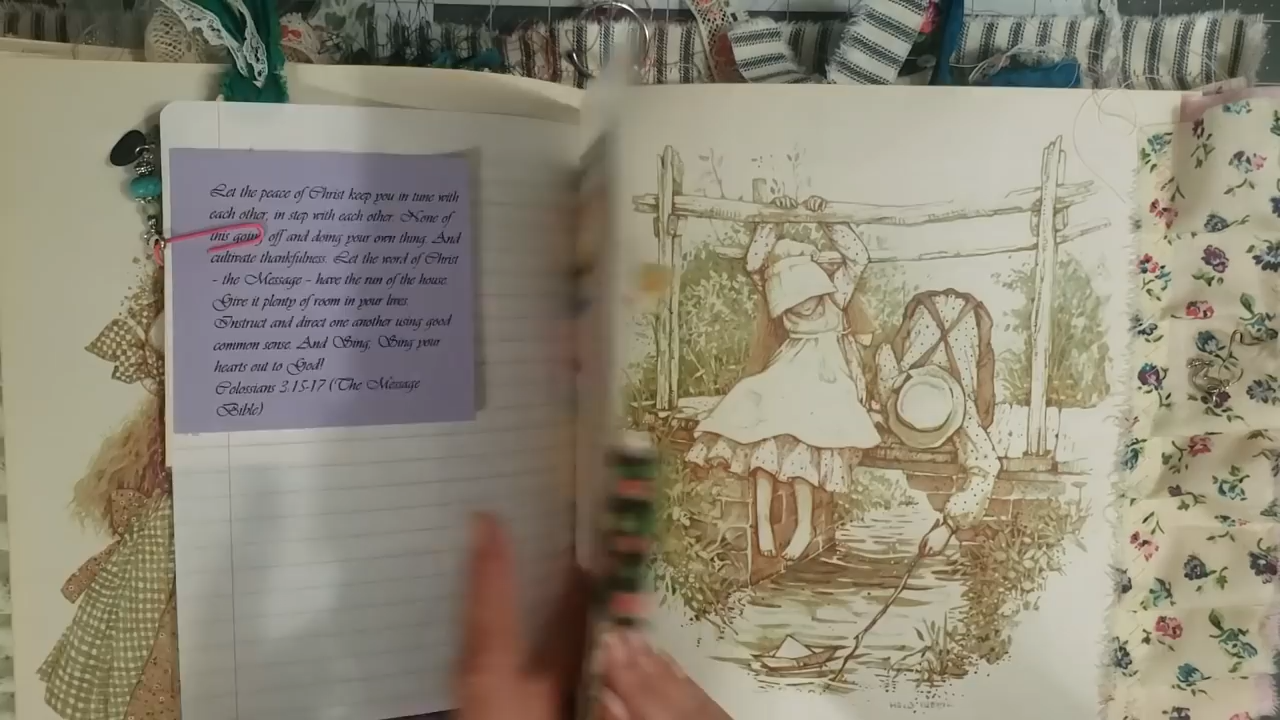 Let the peace of Christ keep you in tune with
each other, in step with each other. None of
this going off and doing your own thing. And
cultivate thankfulness. Let the word of Christ
- the Message - have the run of the house.
Give it plenty of room in your lives.
Instruct and direct one another using good
common sense. And Sing, Sing your
hearts out to God!
Colossians 3:15-17 (The Message
Bible)